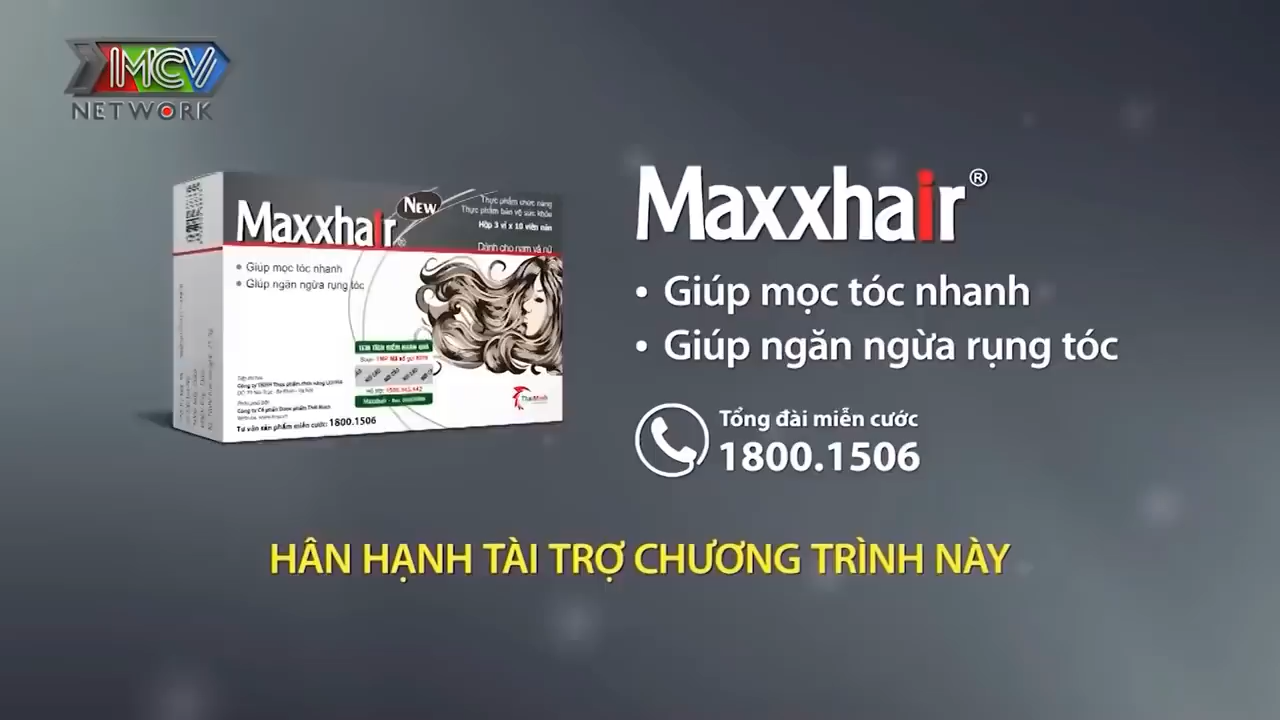 MCV
NETWORK
Maxxhair®
NEW
Thực phẩm chức năng
Thực phẩm bảo vệ sức khỏe
Hộp 3 vỉ x 10 viên nén
Dành cho nam và nữ
• Giúp mọc tóc nhanh
• Giúp ngăn ngừa rụng tóc
Tư vấn sản phẩm miễn cước: 1800.1506
Maxxhair®
• Giúp mọc tóc nhanh
• Giúp ngăn ngừa rụng tóc
Tổng đài miễn cước
1800.1506
HÂN HẠNH TÀI TRỢ CHƯƠNG TRÌNH NÀY